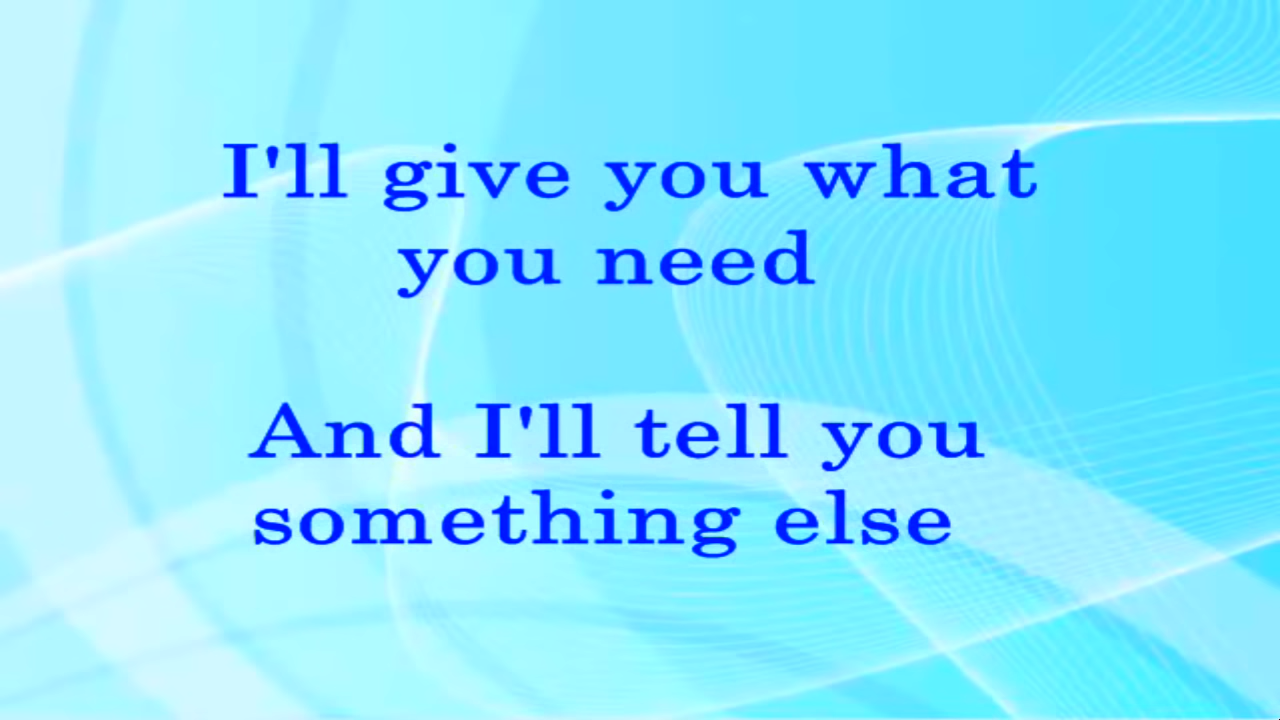 I'll give you what
you need
And I'll tell you
something else